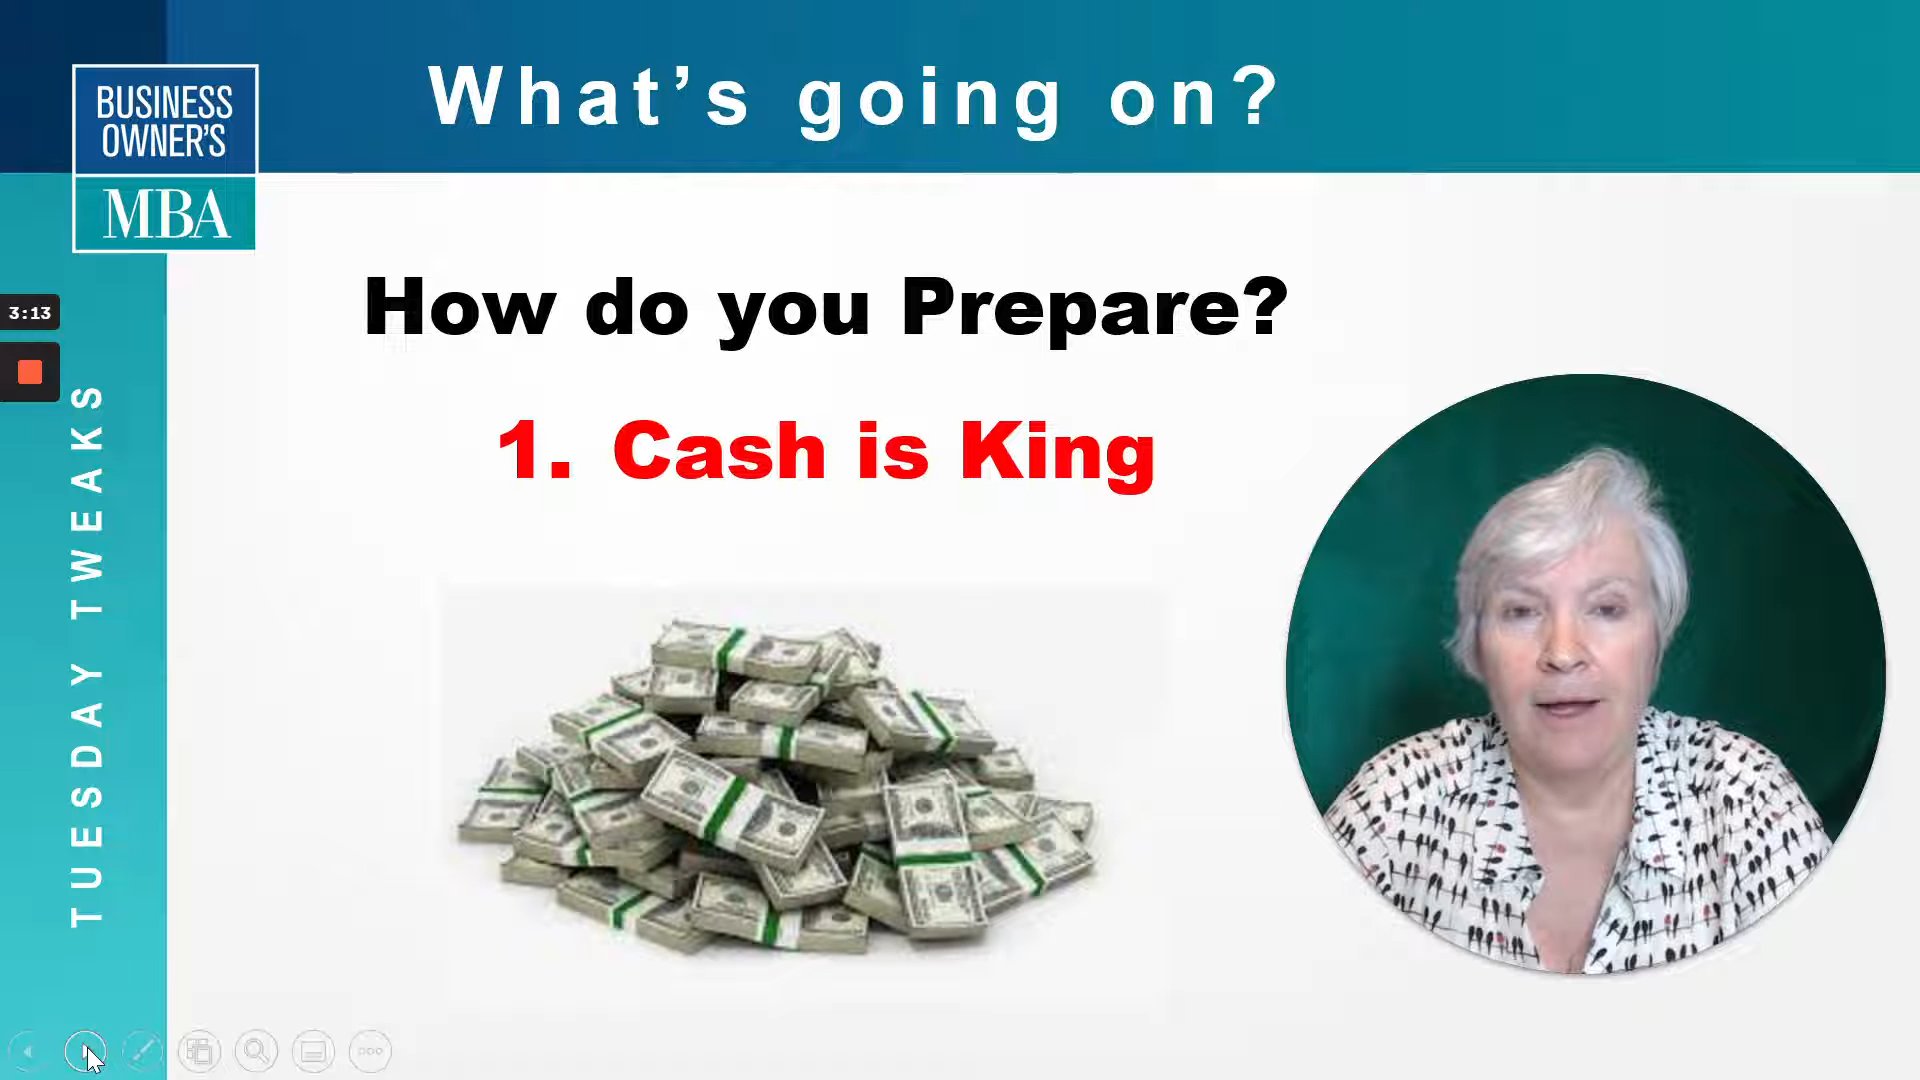 What’s going on?
BUSINESS
OWNER'S
MBA
How do you Prepare?
3:13
1. Cash is King
TUESDAY TWEAKS